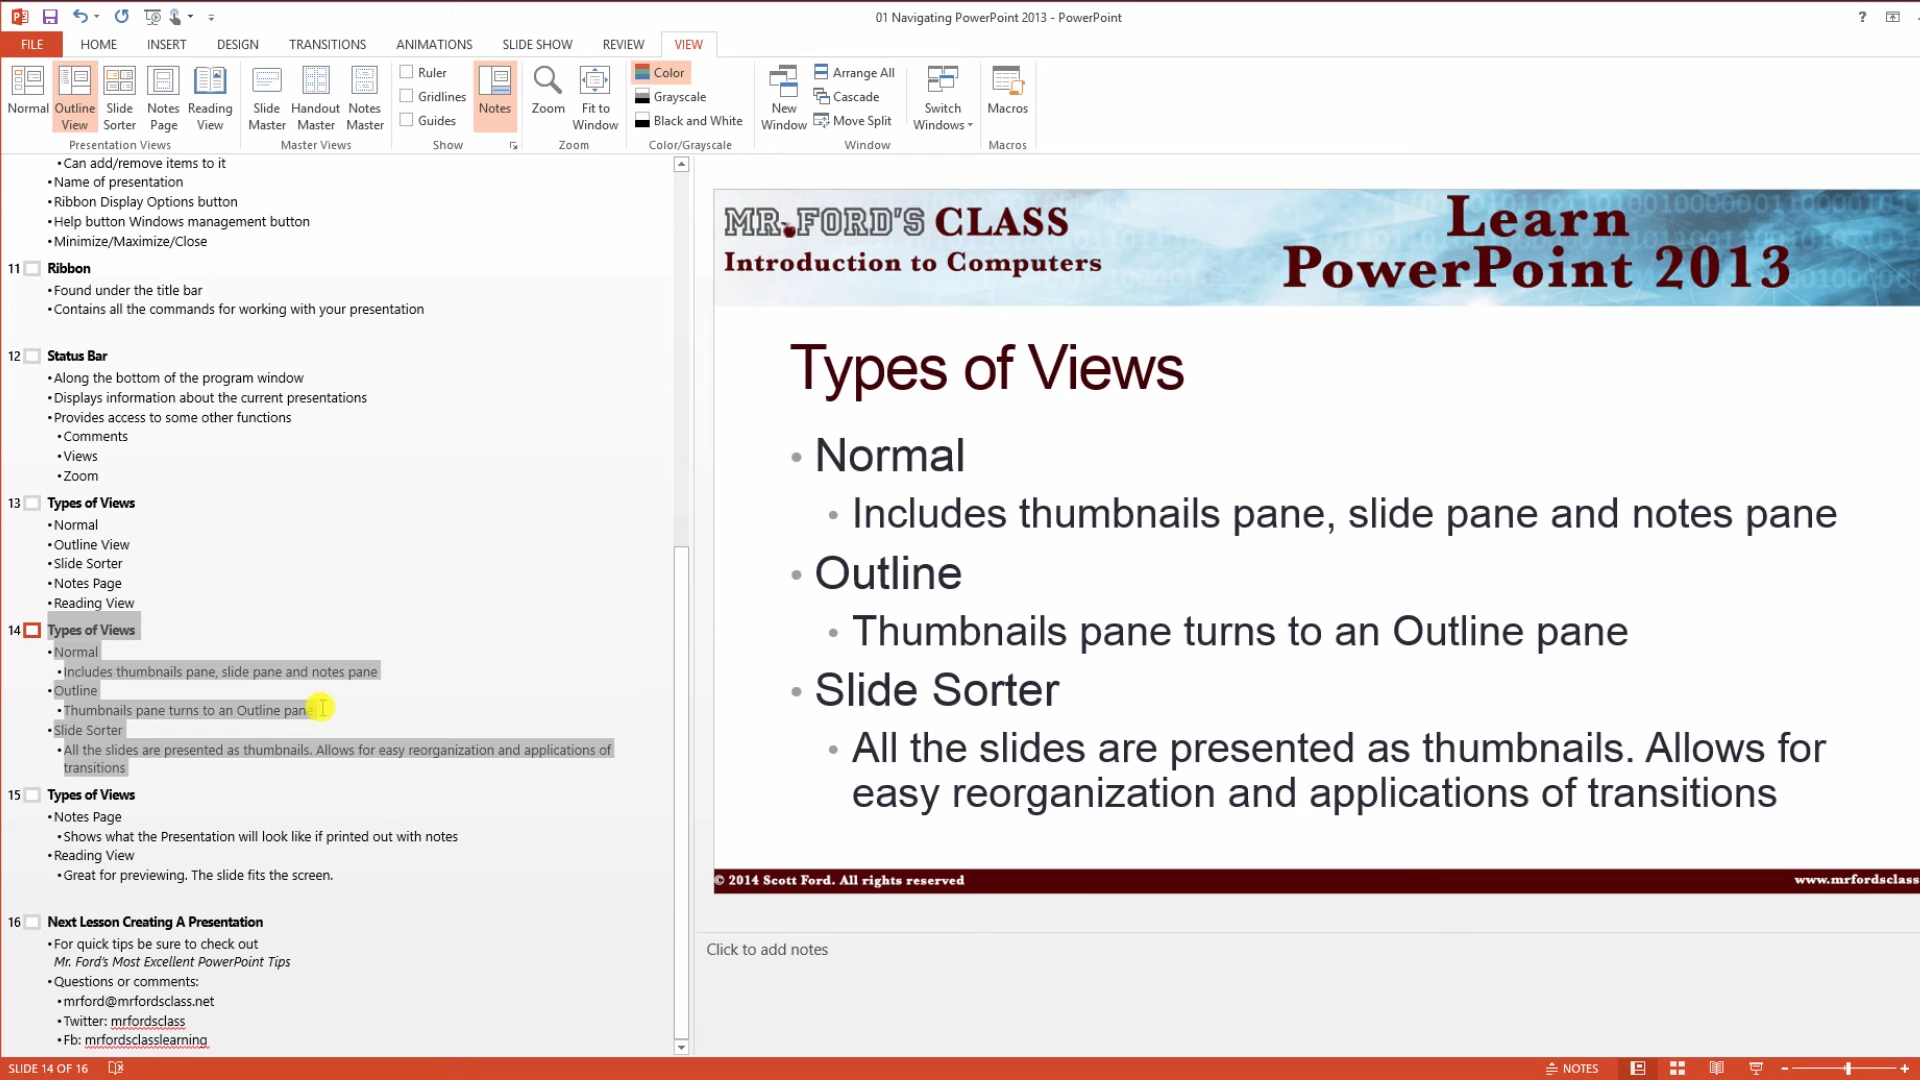 01 Navigating PowerPoint 2013 - PowerPoint
?
FILE HOME INSERT DESIGN TRANSITIONS ANIMATIONS SLIDE SHOW REVIEW VIEW
Normal
Outline View
Slide Sorter
Notes Page
Reading View
Presentation Views
Slide Master
Handout Master
Notes Master
Master Views
Ruler
Gridlines
Guides
Show
Notes
Zoom
Fit to Window
Zoom
Color
Grayscale
Black and White
Color/Grayscale
New Window
Arrange All
Cascade
Move Split
Switch Windows
Window
Macros
Macros
•Can add/remove items to it
•Name of presentation
•Ribbon Display Options button
•Help button Windows management button
•Minimize/Maximize/Close
11 Ribbon
•Found under the title bar
•Contains all the commands for working with your presentation
12 Status Bar
•Along the bottom of the program window
•Displays information about the current presentations
•Provides access to some other functions
•Comments
•Views
•Zoom
13 Types of Views
•Normal
•Outline View
•Slide Sorter
•Notes Page
•Reading View
14 Types of Views
•Normal
•Includes thumbnails pane, slide pane and notes pane
•Outline
•Thumbnails pane turns to an Outline pane
•Slide Sorter
•All the slides are presented as thumbnails. Allows for easy reorganization and applications of
transitions
15 Types of Views
•Notes Page
•Shows what the Presentation will look like if printed out with notes
•Reading View
•Great for previewing. The slide fits the screen.
16 Next Lesson Creating A Presentation
•For quick tips be sure to check out
Mr. Ford's Most Excellent PowerPoint Tips
•Questions or comments:
•mrford@mrfordsclass.net
•Twitter: mrfordsclass
•Fb: mrfordsclasslearning
MR. FORD'S CLASS
Introduction to Computers
Learn
PowerPoint 2013
Types of Views
• Normal
• Includes thumbnails pane, slide pane and notes pane
• Outline
• Thumbnails pane turns to an Outline pane
• Slide Sorter
• All the slides are presented as thumbnails. Allows for
easy reorganization and applications of transitions
© 2014 Scott Ford. All rights reserved
www.mrfordsclass
Click to add notes
SLIDE 14 OF 16
NOTES